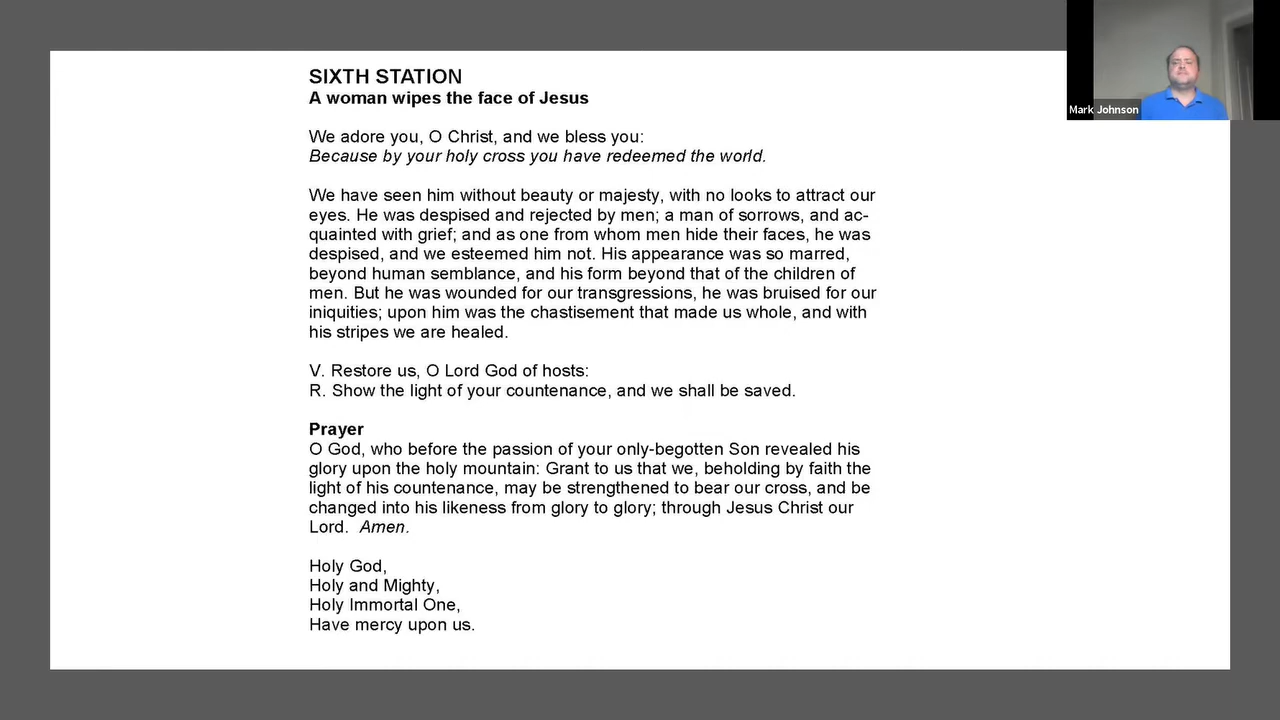 SIXTH STATION
A woman wipes the face of Jesus
We adore you, O Christ, and we bless you:
Because by your holy cross you have redeemed the world.
We have seen him without beauty or majesty, with no looks to attract our
eyes. He was despised and rejected by men; a man of sorrows, and ac-
quainted with grief; and as one from whom men hide their faces, he was
despised, and we esteemed him not. His appearance was so marred,
beyond human semblance, and his form beyond that of the children of
men. But he was wounded for our transgressions, he was bruised for our
iniquities; upon him was the chastisement that made us whole, and with
his stripes we are healed.
V. Restore us, O Lord God of hosts:
R. Show the light of your countenance, and we shall be saved.
Prayer
O God, who before the passion of your only-begotten Son revealed his
glory upon the holy mountain: Grant to us that we, beholding by faith the
light of his countenance, may be strengthened to bear our cross, and be
changed into his likeness from glory to glory; through Jesus Christ our
Lord.  Amen.
Holy God,
Holy and Mighty,
Holy Immortal One,
Have mercy upon us.
Mark Johnson